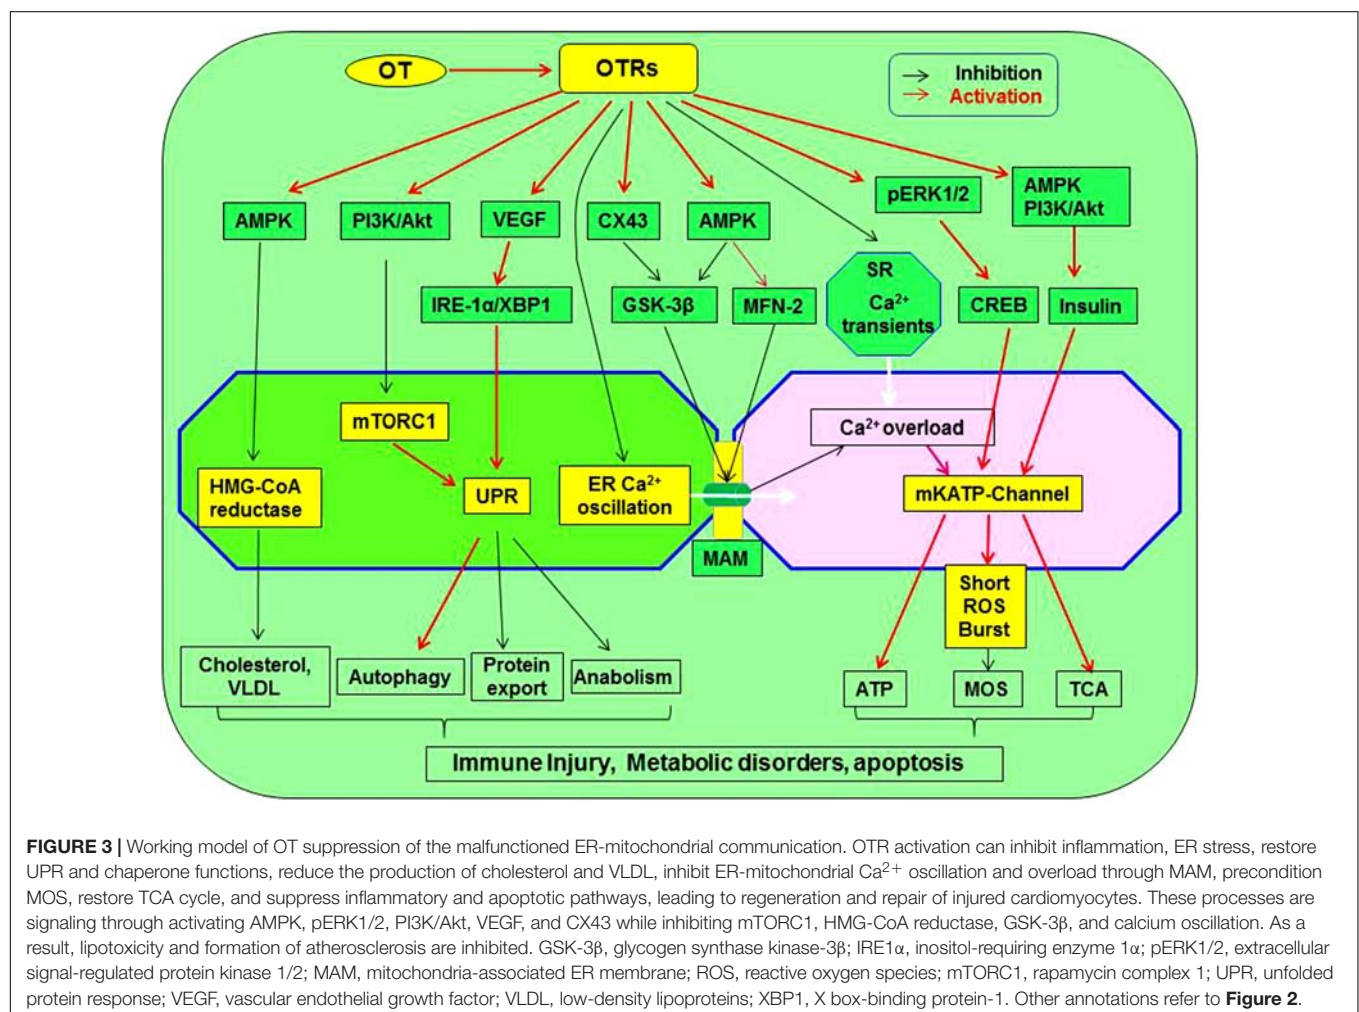 OT
OTRs
Inhibition
Activation
AMPK
PI3K/Akt
VEGF
CX43
AMPK
pERK1/2
AMPK
PI3K/Akt
IRE-1α/XBP1
GSK-3β
MFN-2
SR
Ca2+
transients
CREB
Insulin
mTORC1
Ca2+ overload
HMG-CoA
reductase
UPR
ER Ca2+
oscillation
mKATP-Channel
MAM
Short
ROS
Burst
Cholesterol,
VLDL
Autophagy
Protein
export
Anabolism
ATP
MOS
TCA
Immune Injury, Metabolic disorders, apoptosis
FIGURE 3 | Working model of OT suppression of the malfunctioned ER-mitochondrial communication. OTR activation can inhibit inflammation, ER stress, restore
UPR and chaperone functions, reduce the production of cholesterol and VLDL, inhibit ER-mitochondrial Ca2+ oscillation and overload through MAM, precondition
MOS, restore TCA cycle, and suppress inflammatory and apoptotic pathways, leading to regeneration and repair of injured cardiomyocytes. These processes are
signaling through activating AMPK, pERK1/2, PI3K/Akt, VEGF, and CX43 while inhibiting mTORC1, HMG-CoA reductase, GSK-3β, and calcium oscillation. As a
result, lipotoxicity and formation of atherosclerosis are inhibited. GSK-3β, glycogen synthase kinase-3β; IRE1α, inositol-requiring enzyme 1α; pERK1/2, extracellular
signal-regulated protein kinase 1/2; MAM, mitochondria-associated ER membrane; ROS, reactive oxygen species; mTORC1, rapamycin complex 1; UPR, unfolded
protein response; VEGF, vascular endothelial growth factor; VLDL, low-density lipoproteins; XBP1, X box-binding protein-1. Other annotations refer to Figure 2.